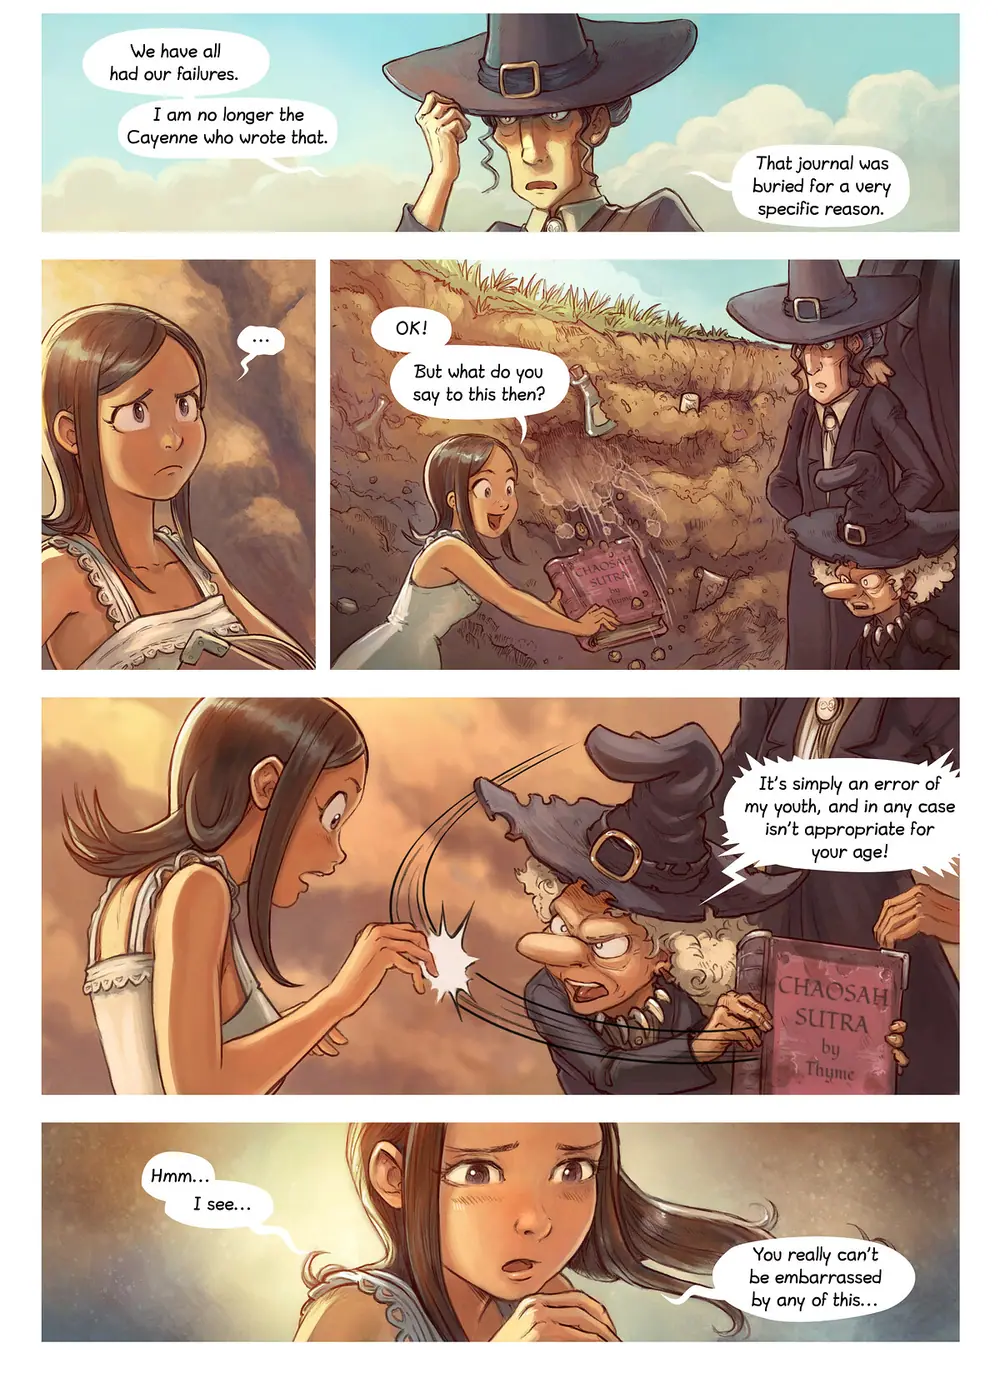 We have all
had our failures.
I am no longer the
Cayenne who wrote that.
That journal was
buried for a very
specific reason.
...
OK!
But what do you
say to this then?
CHAOSAH
SUTRA
by
Thyme
It's simply an error of
my youth, and in any case
isn't appropriate for
your age!
CHAOSAH
SUTRA
by
Thyme
Hmm...
I see...
You really can't
be embarrassed
by any of this...